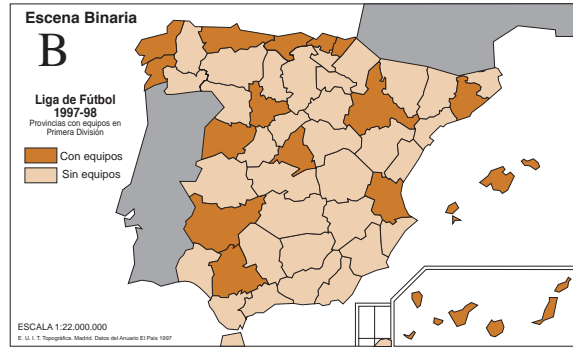 Escena Binaria
B
Liga de Fútbol
1997-98
Provincias con equipos en
Primera División
Con equipos
Sin equipos
ESCALA 1:22.000.000
E. U. I. T. Topográfica. Madrid. Datos del Anuario El País 1997